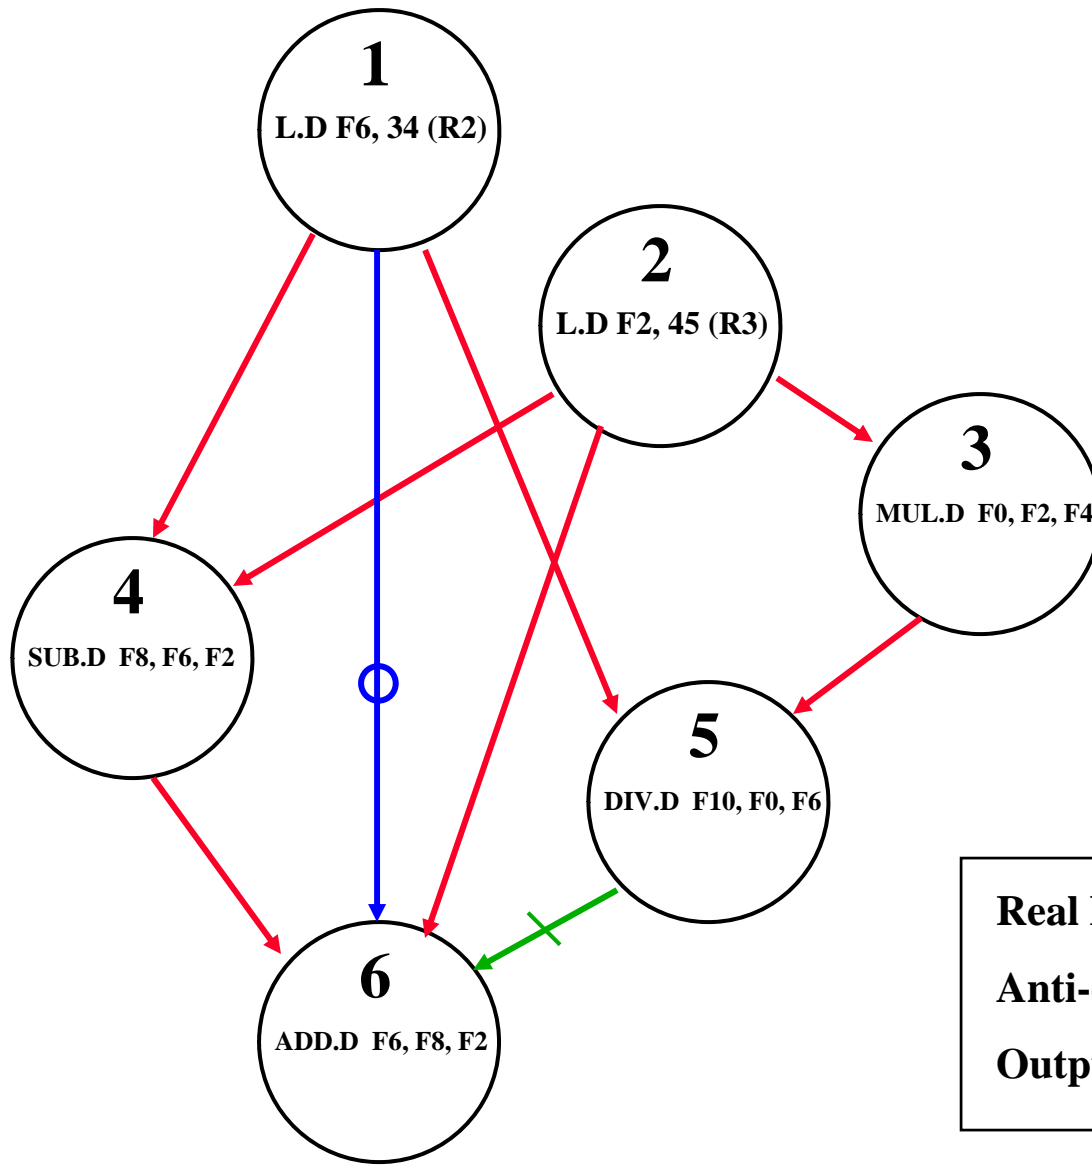 1
L.D F6, 34 (R2)
2
L.D F2, 45 (R3)
3
MUL.D F0, F2, F4
4
SUB.D F8, F6, F2
5
DIV.D F10, F0, F6
6
ADD.D F6, F8, F2
Real
Anti-
Outp